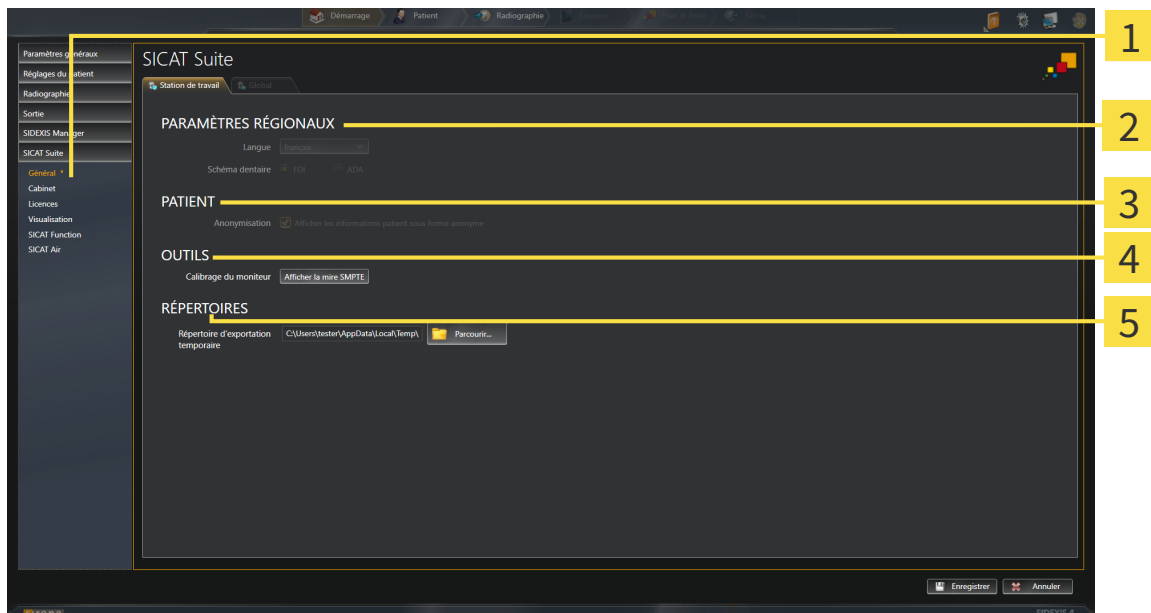 Démarrage
Patient
Radiographie
1
Paramètres généraux
Réglages du patient
Radiographie
Sortie
SIDEXIS Manager
SICAT Suite
Général *
Cabinet
Licences
Visualisation
SICAT Function
SICAT Air
SICAT Suite
Station de travail
Global
PARAMÈTRES RÉGIONAUX
2
Langue
français
Schéma dentaire
FDI
ADA
PATIENT
3
Anonymisation
Afficher les informations patient sous forme anonyme
OUTILS
4
Calibrage du moniteur
Afficher la mire SMPTE
RÉPERTOIRES
5
Répertoire d'exportation
temporaire
C:\Users\tester\AppData\Local\Temp\
Parcourir...
Enregistrer
Annuler
SIDEXIS 4